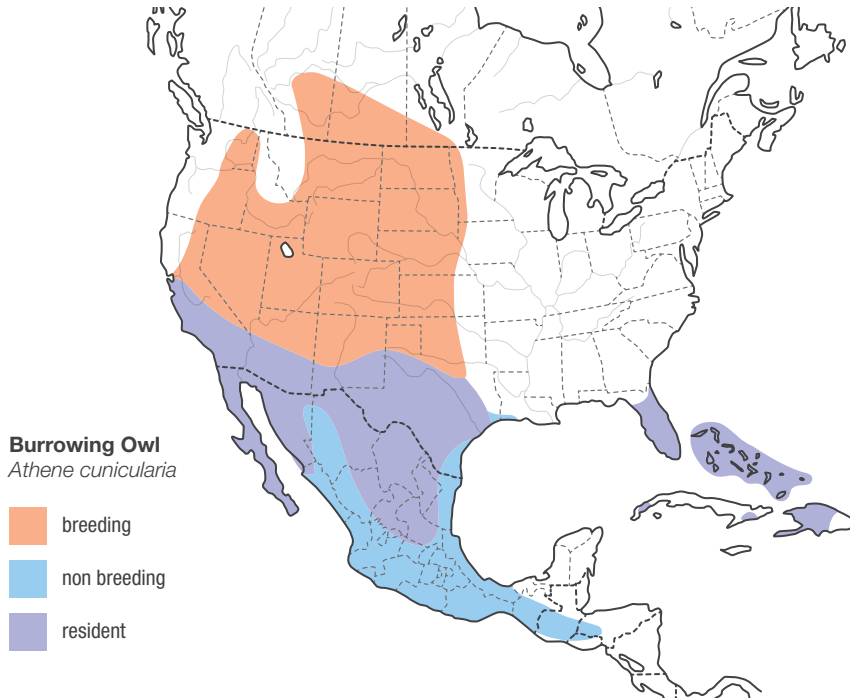 Burrowing Owl
Athene cunicularia
breeding
non breeding
resident